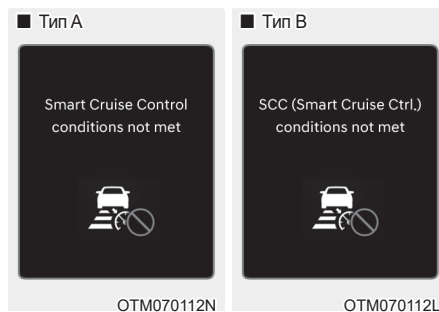 ■ Тип A
Smart Cruise Control
conditions not met
OTM070112N
■ Тип B
SCC (Smart Cruise Ctrl.)
conditions not met
OTM070112L